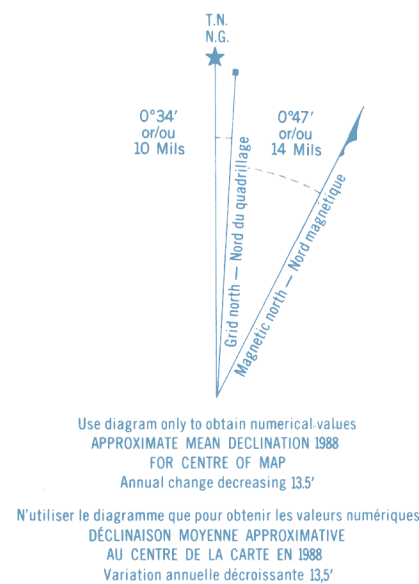 T.N.
N.G.
0°34'
or/ou
10 Mils
0°47'
or/ou
14 Mils
Grid north — Nord du quadrillage
Magnetic north — Nord magnetique
Use diagram only to obtain numerical values
APPROXIMATE MEAN DECLINATION 1988
FOR CENTRE OF MAP
Annual change decreasing 13.5'
N'utiliser le diagramme que pour obtenir les valeurs numériques
DÉCLINAISON MOYENNE APPROXIMATIVE
AU CENTRE DE LA CARTE EN 1988
Variation annuelle décroissante 13,5'